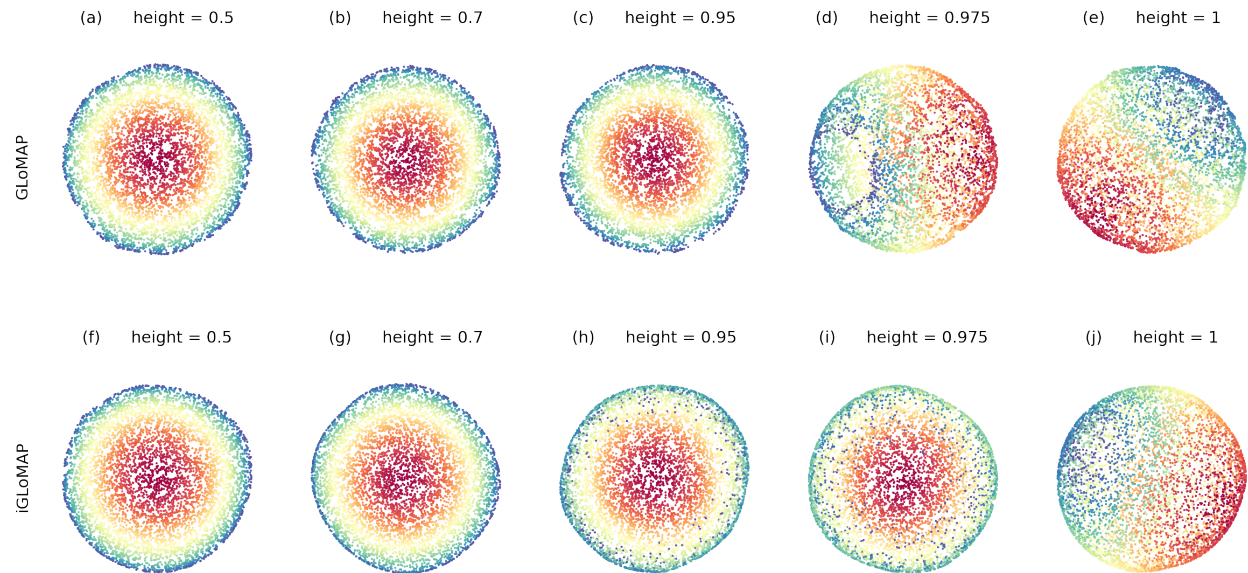 (a) height = 0.5
(b) height = 0.7
(c) height = 0.95
(d) height = 0.975
(e) height = 1
GLoMAP
(f) height = 0.5
(g) height = 0.7
(h) height = 0.95
(i) height = 0.975
(j) height = 1
iGLoMAP